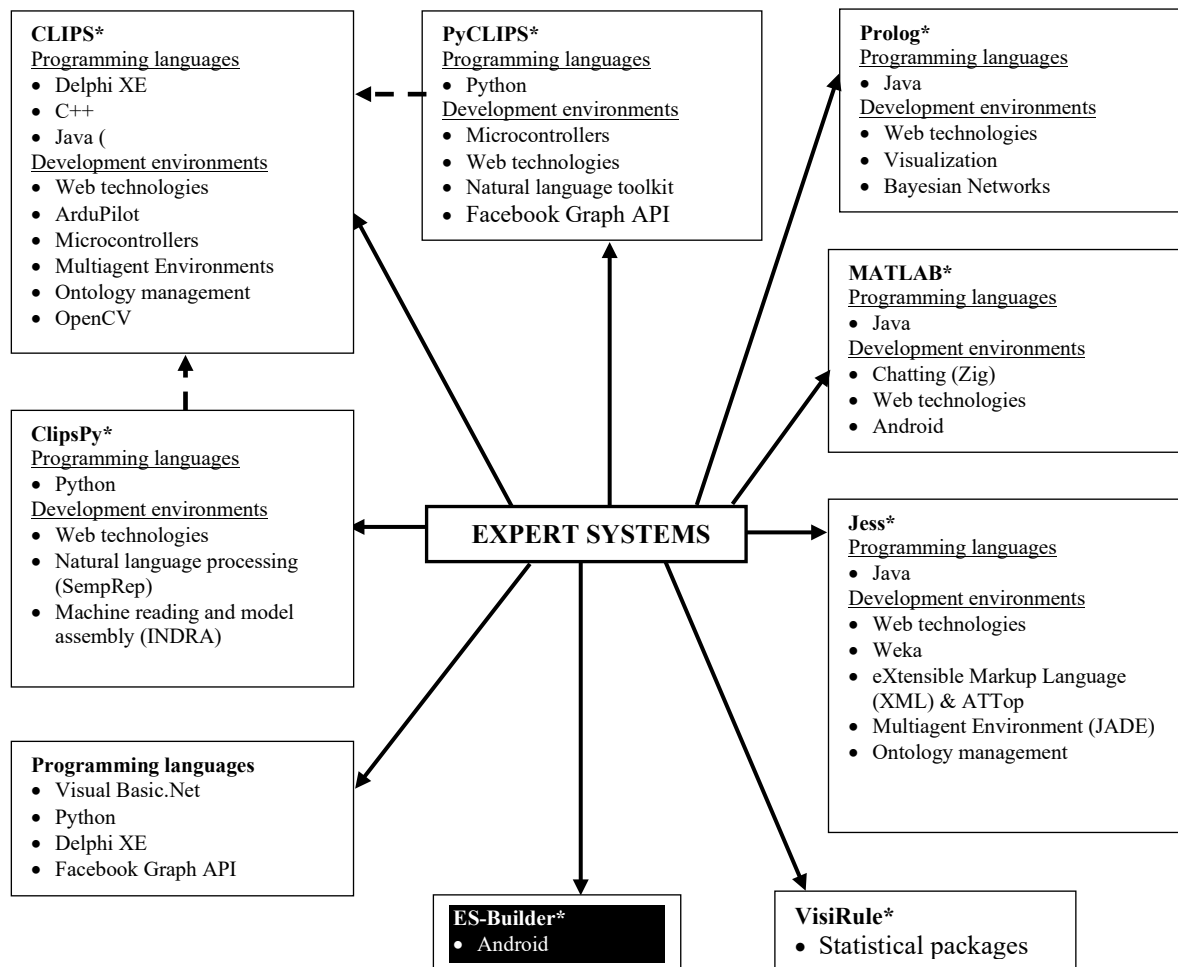 CLIPS*
Programming languages
• Delphi XE
• C++
• Java (
Development environments
• Web technologies
• ArduPilot
• Microcontrollers
• Multiagent Environments
• Ontology management
• OpenCV
PyCLIPS*
Programming languages
• Python
Development environments
• Microcontrollers
• Web technologies
• Natural language toolkit
• Facebook Graph API
Prolog*
Programming languages
• Java
Development environments
• Web technologies
• Visualization
• Bayesian Networks
MATLAB*
Programming languages
• Java
Development environments
• Chatting (Zig)
• Web technologies
• Android
ClipsPy*
Programming languages
• Python
Development environments
• Web technologies
• Natural language processing
(SempRep)
• Machine reading and model
assembly (INDRA)
EXPERT SYSTEMS
Jess*
Programming languages
• Java
Development environments
• Web technologies
• Weka
• eXtensible Markup Language
(XML) & ATTop
• Multiagent Environment (JADE)
• Ontology management
Programming languages
• Visual Basic.Net
• Python
• Delphi XE
• Facebook Graph API
ES-Builder*
• Android
VisiRule*
• Statistical packages